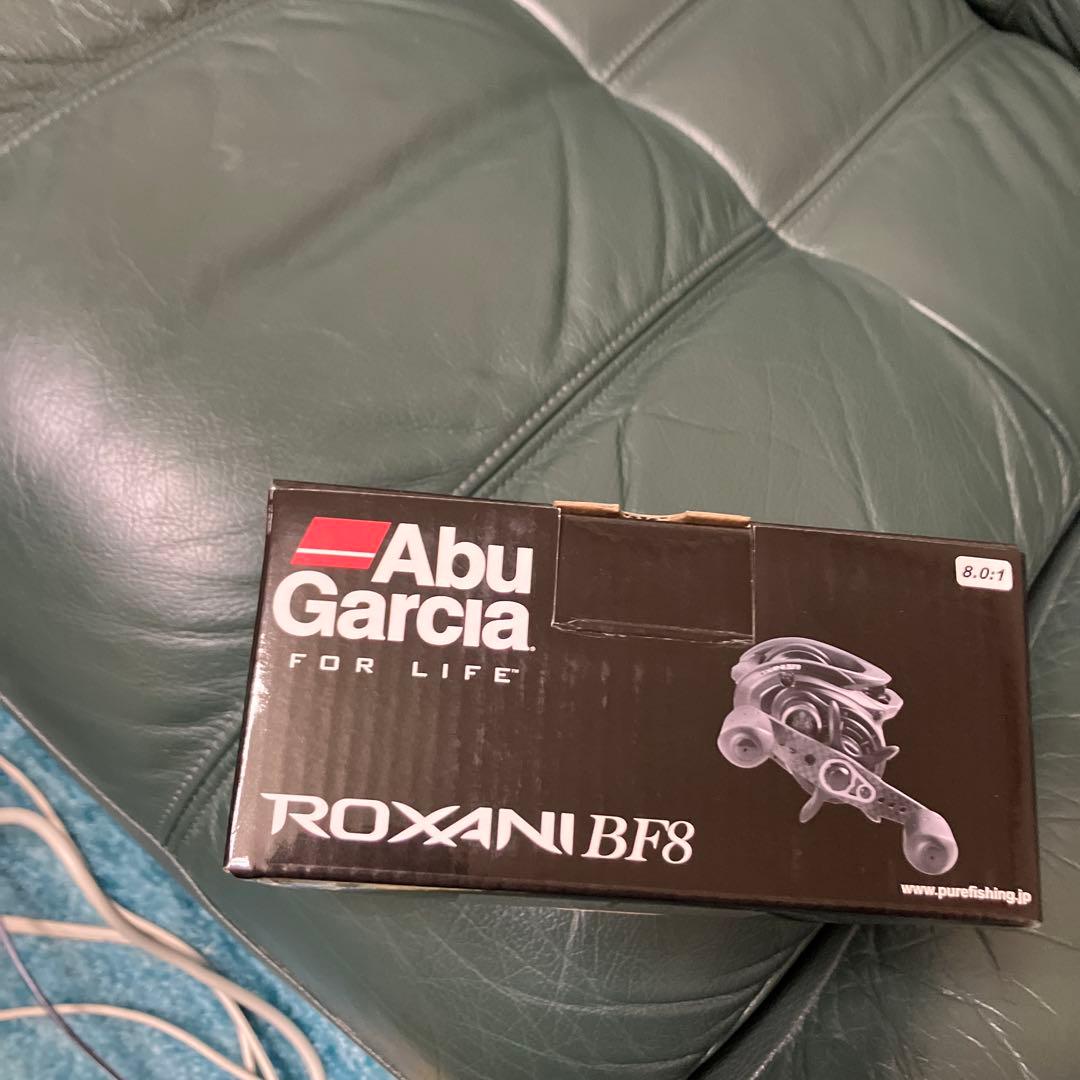 Abu
Garcia
FOR LIFE™
8.0:1
ROXANI BF8
www.purefishing.jp